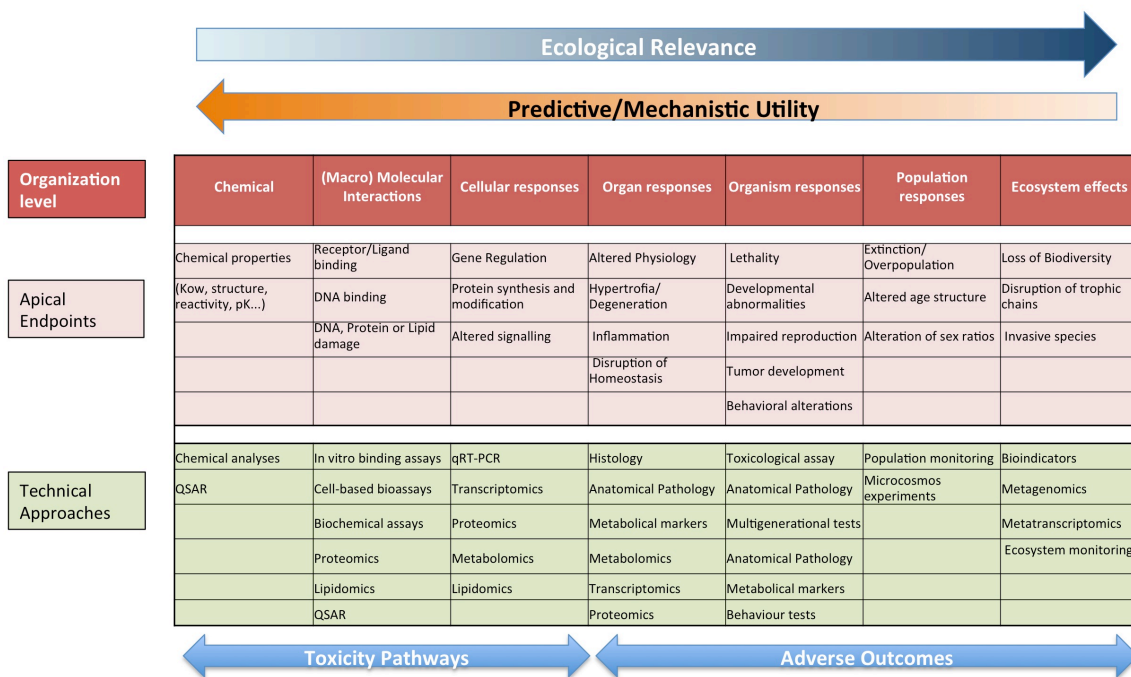 Ecological Relevance
Predictive/Mechanistic Utility
Organization
level
Chemical
(Macro) Molecular
Interactions
Cellular responses
Organ responses
Organism responses
Population
responses
Ecosystem effects
Apical
Endpoints
Chemical properties
Receptor/Ligand
binding
Gene Regulation
Altered Physiology
Lethality
Extinction/
Overpopulation
Loss of Biodiversity
(Kow, structure,
reactivity, pK...)
DNA binding
Protein synthesis and
modification
Hypertrofia/
Degeneration
Developmental
abnormalities
Altered age structure
Disruption of trophic
chains
DNA, Protein or Lipid
damage
Altered signalling
Inflammation
Impaired reproduction
Alteration of sex ratios
Invasive species
Disruption of
Homeostasis
Tumor development
Behavioral alterations
Technical
Approaches
Chemical analyses
In vitro binding assays
qRT-PCR
Histology
Toxicological assay
Population monitoring
Bioindicators
QSAR
Cell-based bioassays
Transcriptomics
Anatomical Pathology
Anatomical Pathology
Microcosmos
experiments
Metagenomics
Biochemical assays
Proteomics
Metabolical markers
Multigenerational tests
Metatranscriptomics
Proteomics
Metabolomics
Metabolomics
Anatomical Pathology
Ecosystem monitoring
Lipidomics
Lipidomics
Transcriptomics
Metabolical markers
QSAR
Proteomics
Behaviour tests
Toxicity Pathways
Adverse Outcomes